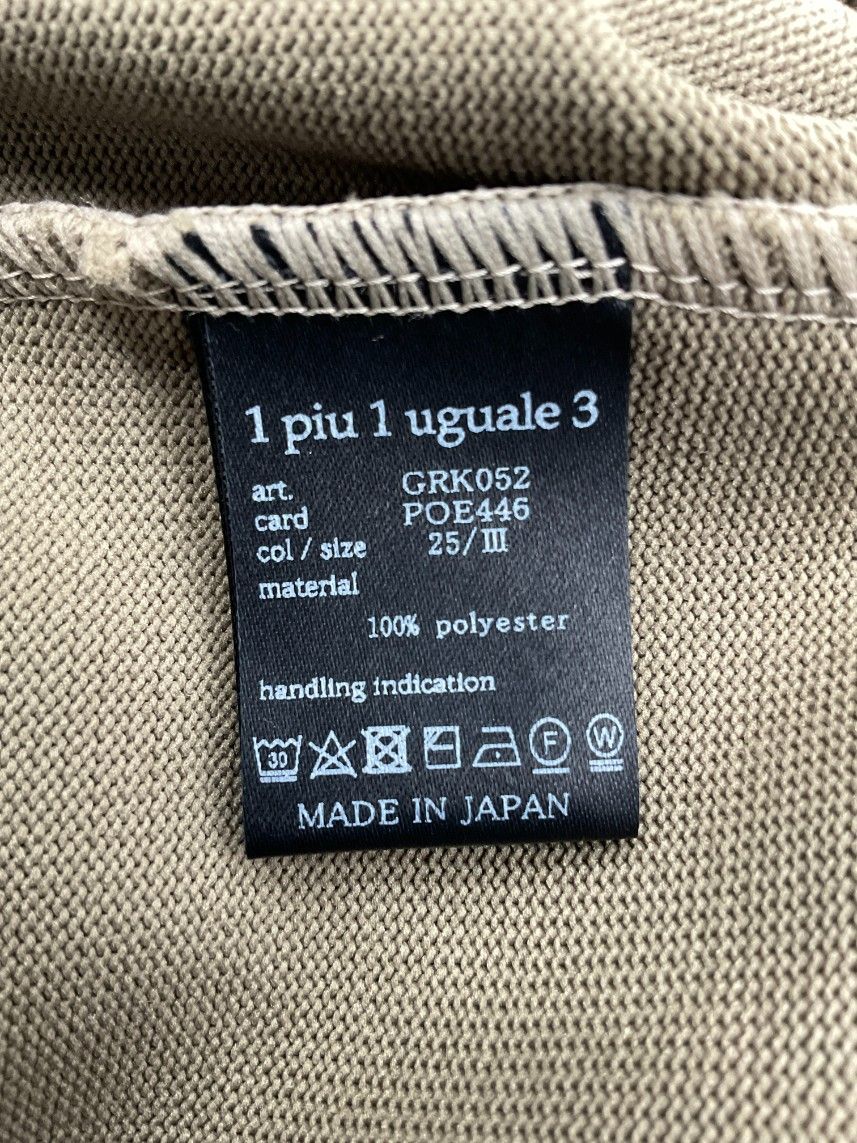 1 piu 1 uguale 3
art. GRK052
card POE446
col / size 25/Ⅲ
material
100% polyester
handling indication
30 F W
MADE IN JAPAN